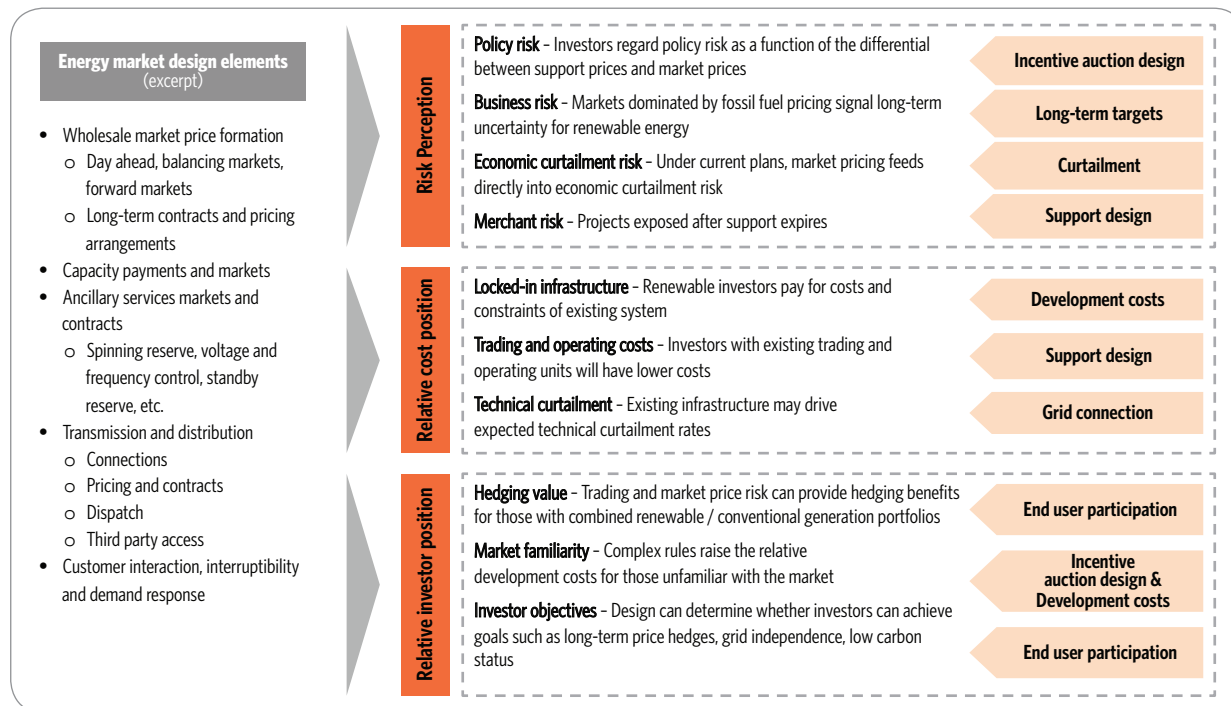 Energy market design elements
(excerpt)
• Wholesale market price formation
o Day ahead, balancing markets,
forward markets
o Long-term contracts and pricing
arrangements
• Capacity payments and markets
• Ancillary services markets and
contracts
o Spinning reserve, voltage and
frequency control, standby
reserve, etc.
• Transmission and distribution
o Connections
o Pricing and contracts
o Dispatch
o Third party access
• Customer interaction, interruptibility
and demand response
Risk Perception
Policy risk – Investors regard policy risk as a function of the differential
between support prices and market prices
Business risk – Markets dominated by fossil fuel pricing signal long-term
uncertainty for renewable energy
Economic curtailment risk – Under current plans, market pricing feeds
directly into economic curtailment risk
Merchant risk – Projects exposed after support expires
Incentive auction design
Long-term targets
Curtailment
Support design
Relative cost position
Locked-in infrastructure – Renewable investors pay for costs and
constraints of existing system
Trading and operating costs – Investors with existing trading and
operating units will have lower costs
Technical curtailment – Existing infrastructure may drive
expected technical curtailment rates
Development costs
Support design
Grid connection
Relative investor position
Hedging value – Trading and market price risk can provide hedging benefits
for those with combined renewable / conventional generation portfolios
Market familiarity – Complex rules raise the relative
development costs for those unfamiliar with the market
Investor objectives – Design can determine whether investors can achieve
goals such as long-term price hedges, grid independence, low carbon
status
End user participation
Incentive
auction design &
Development costs
End user participation